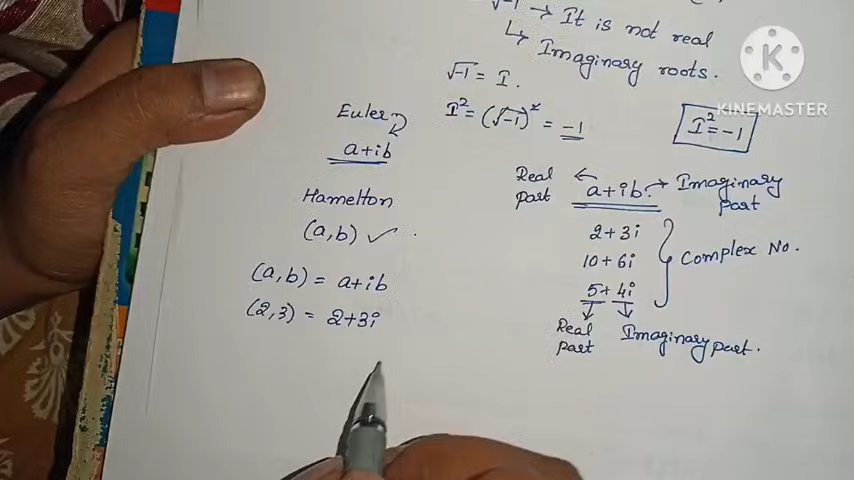 √-1 → It is not real
↳ Imaginary roots.
√-1 = I.
I² = (√-1)² = -1
I² = -1
Euler
a+ib
Hamelton
(a,b) ✓
(a,b) = a+ib
(2,3) = 2+3i
Real part ← a+ib → Imaginary part
2+3i
10+6i
5+4i
Complex No.
Real part
Imaginary part.
KINEMASTER